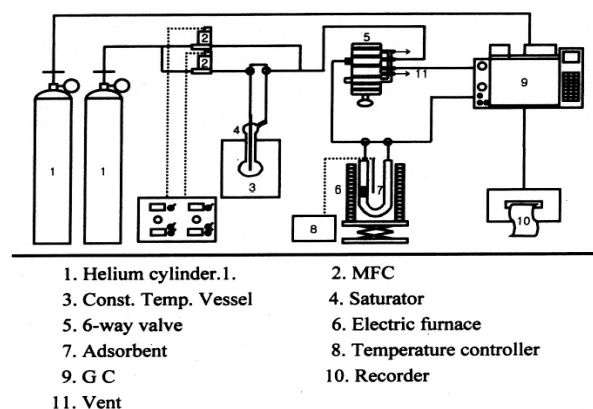 2
2
5
11
9
4
1
1
3
6
7
8
10
1. Helium cylinder.1.
2. MFC
3. Const. Temp. Vessel
4. Saturator
5. 6-way valve
6. Electric furnace
7. Adsorbent
8. Temperature controller
9. G C
10. Recorder
11. Vent